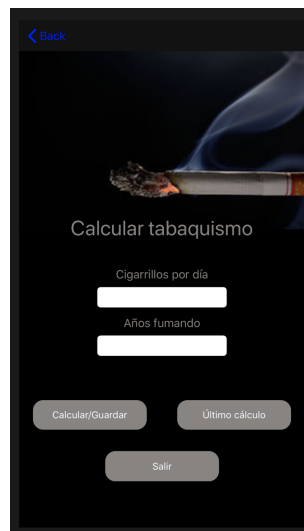 Back
Calcular tabaquismo
Cigarrillos por día
Años fumando
Calcular/Guardar
Último cálculo
Salir